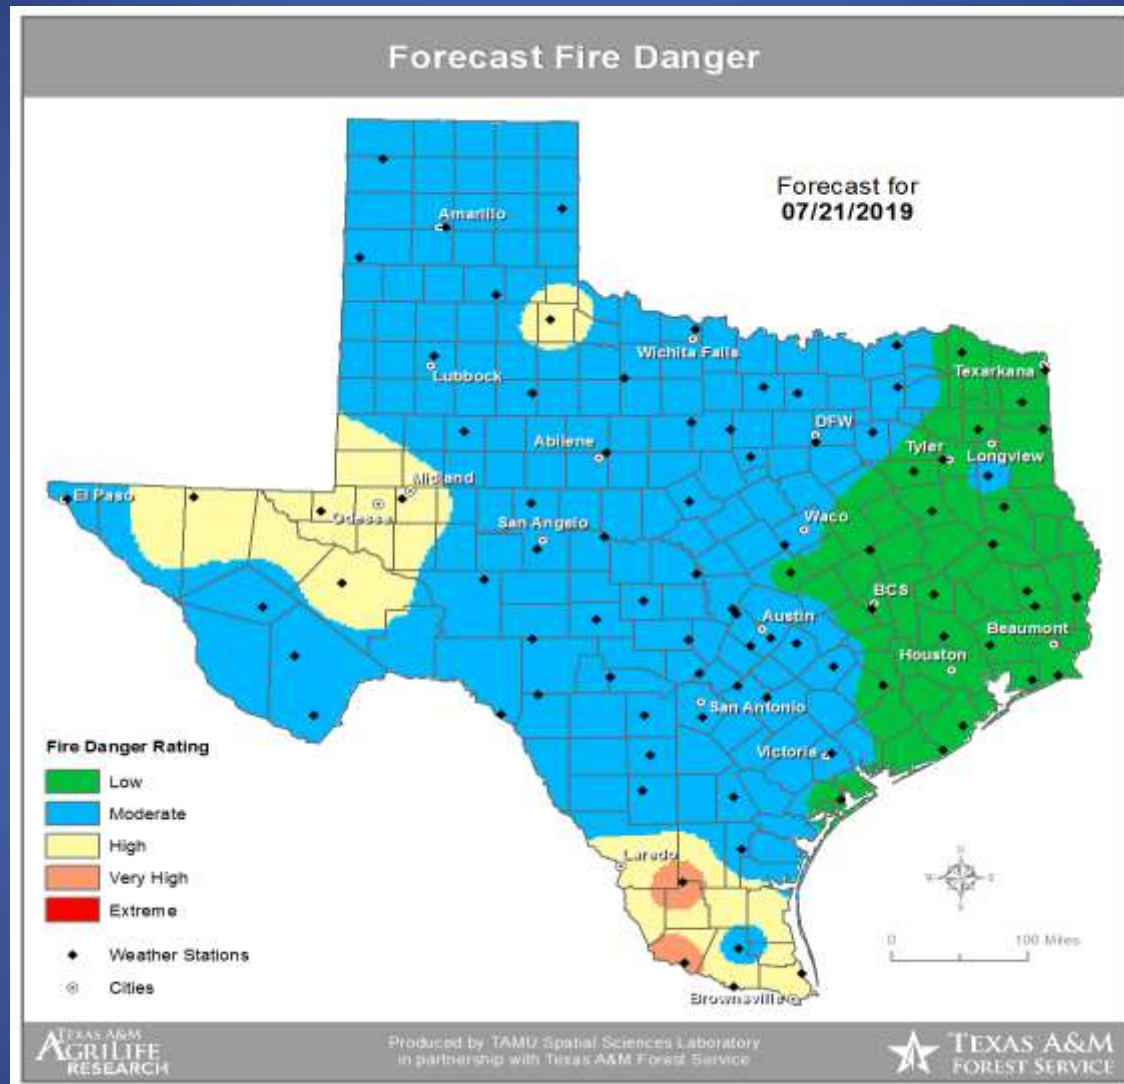 Forecast Fire Danger
Forecast for
07/21/2019
Amarillo
Wichita Falls
Texarkana
Lubbock
DFW
Abilene
Tyler
Longview
Midland
El Paso
Odessa
San Angelo
Waco
BCS
Austin
Beaumont
Houston
San Antonio
Victoria
Fire Danger Rating
Low
Moderate
High
Very High
Extreme
Weather Stations
Cities
Laredo
Brownsville
N
W E
S
0 100 Miles
TEXAS A&M
AGRILIFE
RESEARCH
Produced by TAMU Spatial Sciences Laboratory
in partnership with Texas A&M Forest Service
TEXAS A&M
FOREST SERVICE